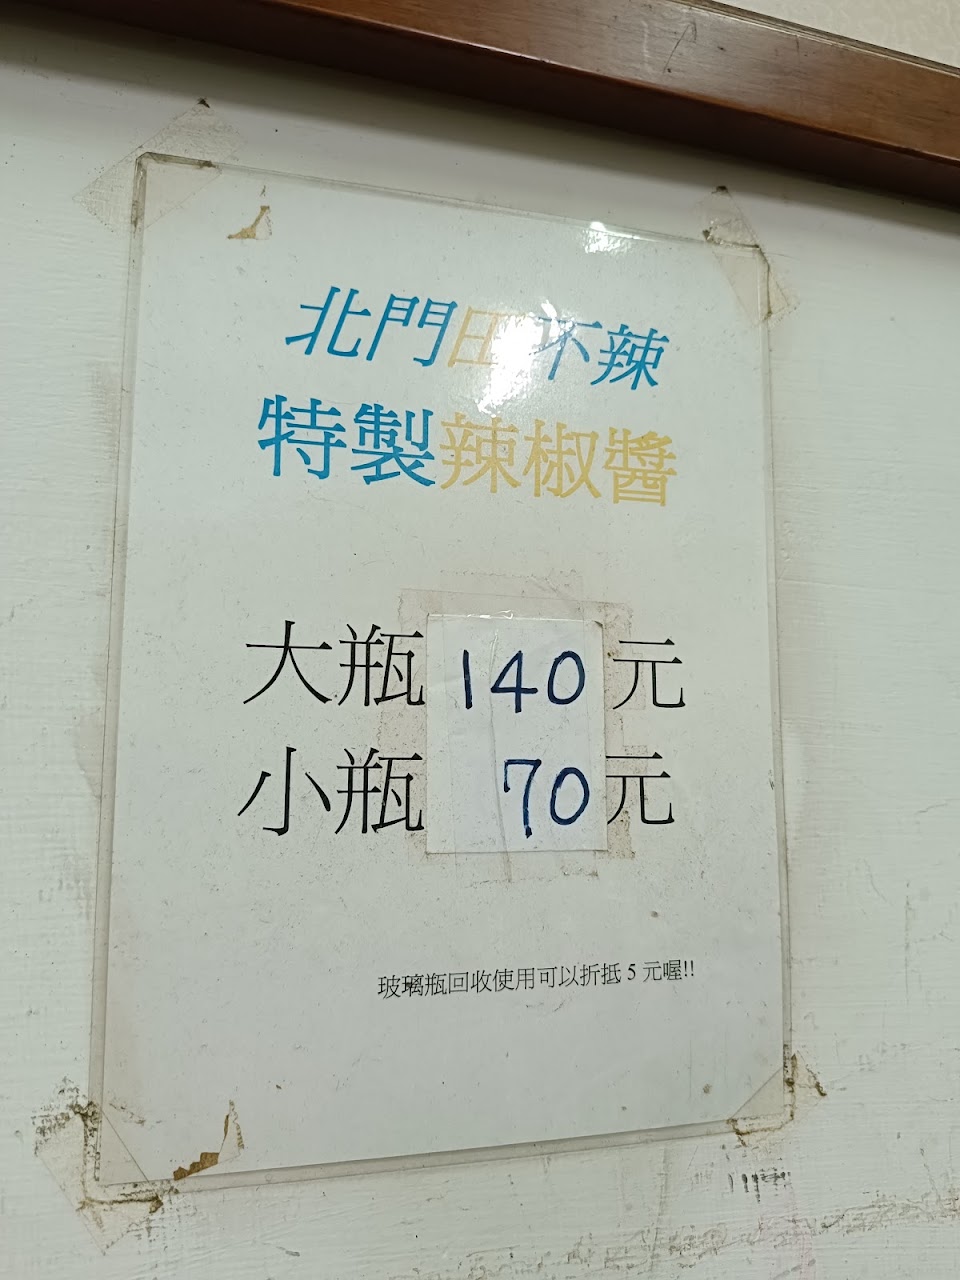 北門田不辣
特製辣椒醬
大瓶 140 元
小瓶 70 元
玻璃瓶回收使用可以折抵 5 元喔!!